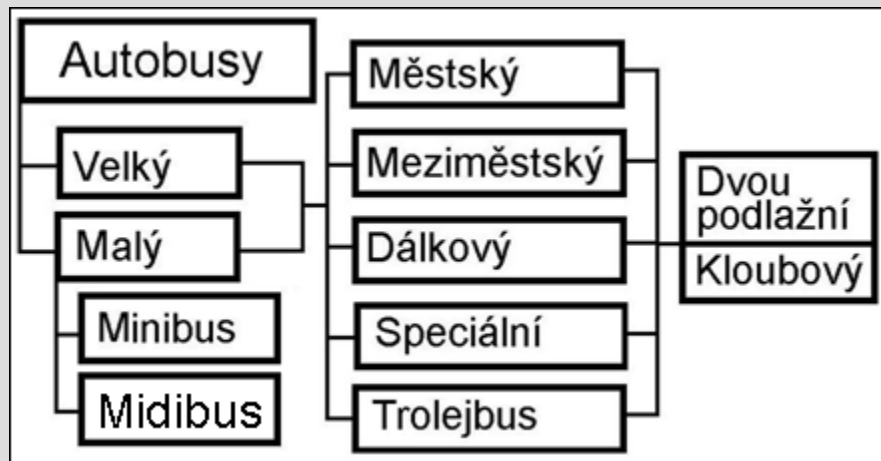 Autobusy
Velký
Malý
Minibus
Midibus
Městský
Meziměstský
Dálkový
Speciální
Trolejbus
Dvou
podlažní
Kloubový